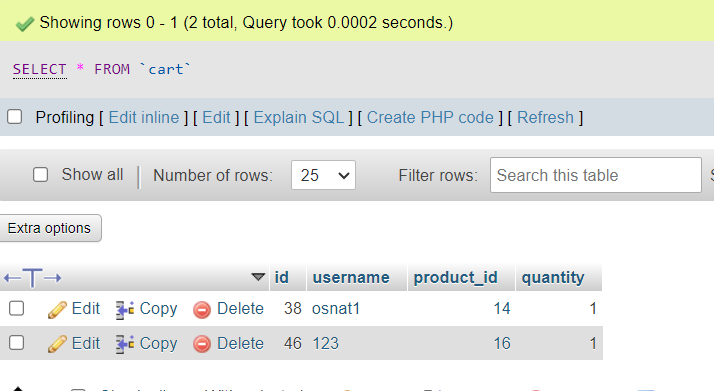 Showing rows 0 - 1 (2 total, Query took 0.0002 seconds.)
SELECT * FROM `cart`
Profiling [ Edit inline ] [ Edit ] [ Explain SQL ] [ Create PHP code ] [ Refresh ]
Show all Number of rows: 25 Filter rows: Search this table
Extra options
id username product_id quantity
Edit Copy Delete 38 osnat1 14 1
Edit Copy Delete 46 123 16 1